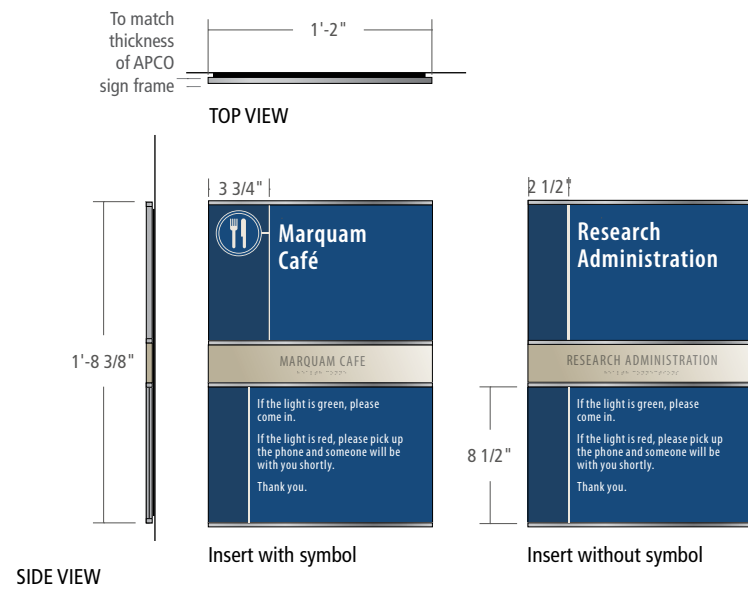 To match
thickness
of APCO
sign frame
1'-2"
TOP VIEW
3 3/4"
2 1/2"
Marquam
Café
Research
Administration
1'-8 3/8"
MARQUAM CAFE
RESEARCH ADMINISTRATION
If the light is green, please
come in.
If the light is red, please pick up
the phone and someone will be
with you shortly.
Thank you.
8 1/2"
If the light is green, please
come in.
If the light is red, please pick up
the phone and someone will be
with you shortly.
Thank you.
Insert with symbol
Insert without symbol
SIDE VIEW